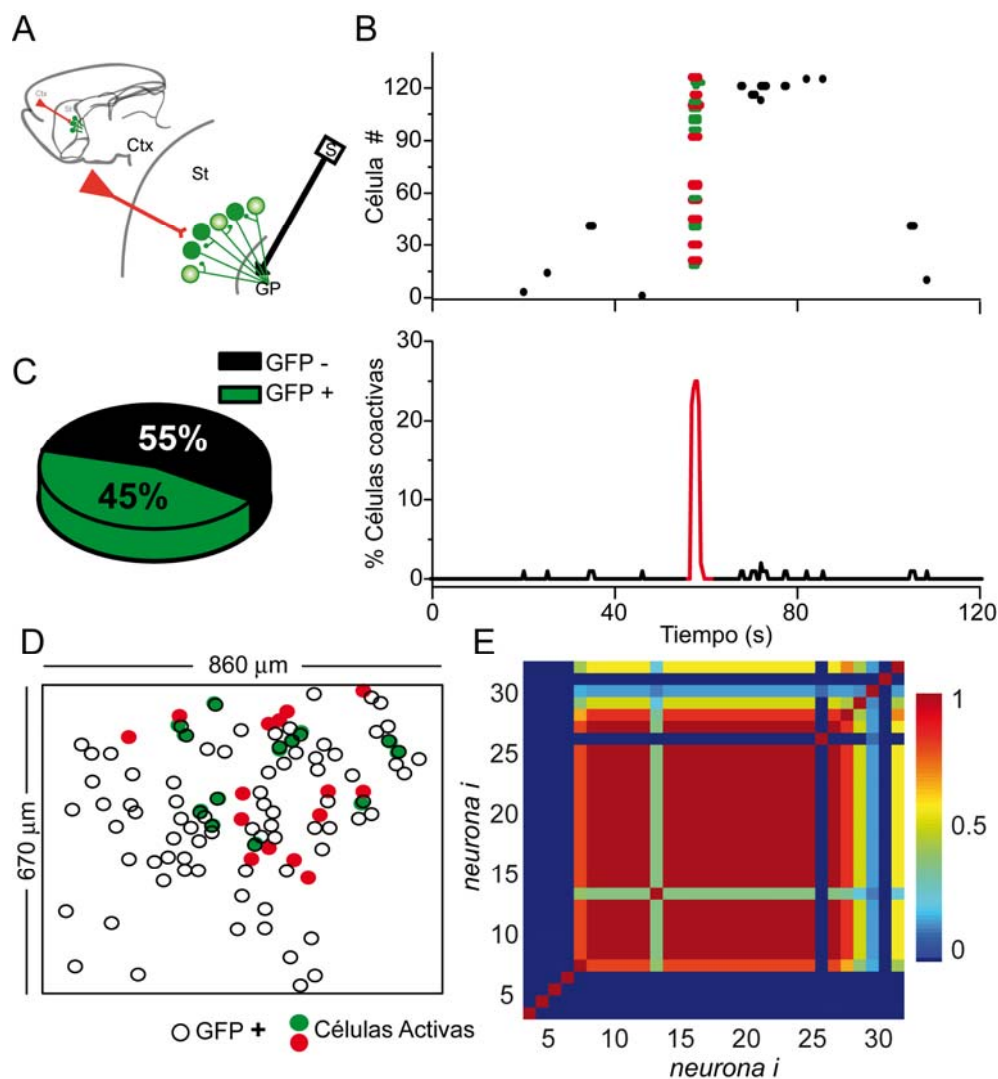 A
Ctx
St
Ctx
St
S
GP
B
Célula #
120
90
60
30
0
% Células coactivas
30
20
10
0
0 40 80 120
Tiempo (s)
C
GFP -
GFP +
55%
45%
D
860 µm
670 µm
GFP +
Células Activas
E
neurona i
30
25
20
15
10
5
5 10 15 20 25 30
neurona i
1
0.5
0